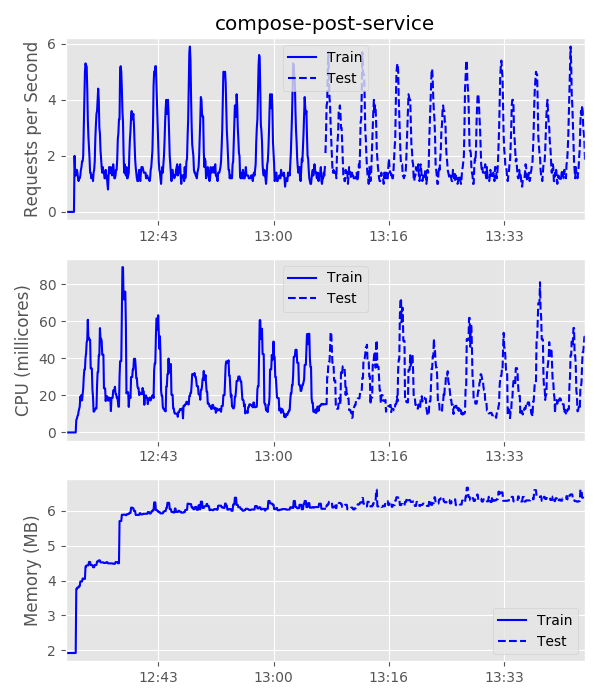 compose-post-service
Requests per Second
6
4
2
0
Train
Test
12:43 13:00 13:16 13:33
CPU (millicores)
80
60
40
20
0
Train
Test
12:43 13:00 13:16 13:33
Memory (MB)
6
5
4
3
2
Train
Test
12:43 13:00 13:16 13:33